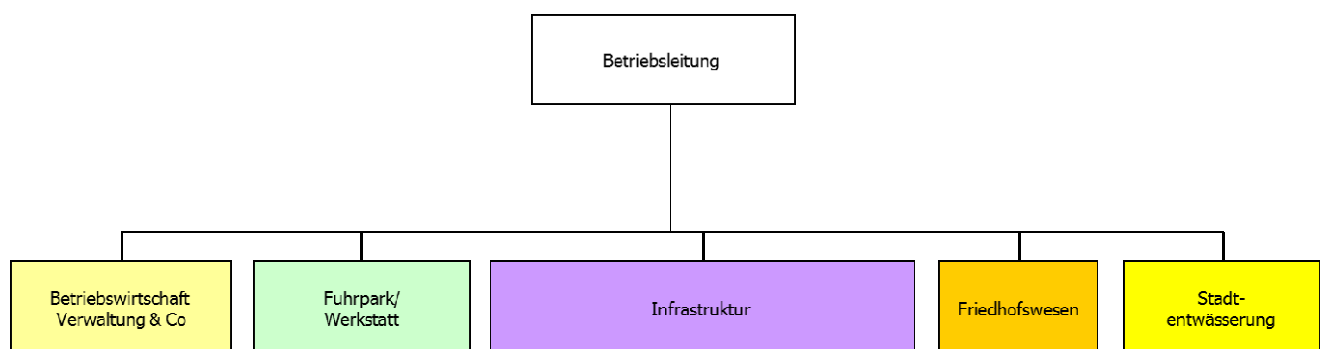 Betriebsleitung
Betriebswirtschaft
Verwaltung & Co
Fuhrpark/
Werkstatt
Infrastruktur
Friedhofswesen
Stadt-
entwässerung